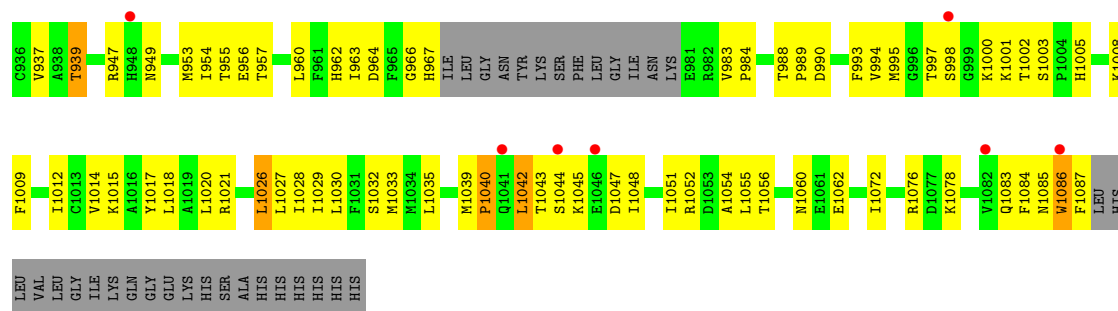 C936 V937 A938 T939 R947 H948 N949 M953 I954 T955 E956 T957 L960 F961 H962 I963 D964 F965 G966 H967 ILE LEU GLY ASN TYR LYS SER PHE LEU GLY ILE ASN LYS E981 R982 V983 P984 T988 P989 D990 F993 V994 M995 G996 T997 S998 G999 K1000 K1001 T1002 S1003 P1004 H1005 K1008
F1009 I1012 C1013 V1014 K1015 A1016 Y1017 L1018 A1019 L1020 R1021 L1026 L1027 I1028 I1029 L1030 F1031 S1032 M1033 M1034 L1035 M1039 P1040 Q1041 L1042 T1043 S1044 K1045 E1046 D1047 I1048 I1051 R1052 D1053 A1054 L1055 T1056 N1060 E1061 E1062 I1072 R1076 D1077 K1078 V1082 Q1083 F1084 N1085 W1086 F1087 LEU HIS
LEU VAL LEU GLY ILE LYS GLN GLY GLU LYS HIS SER ALA HIS HIS HIS HIS HIS HIS